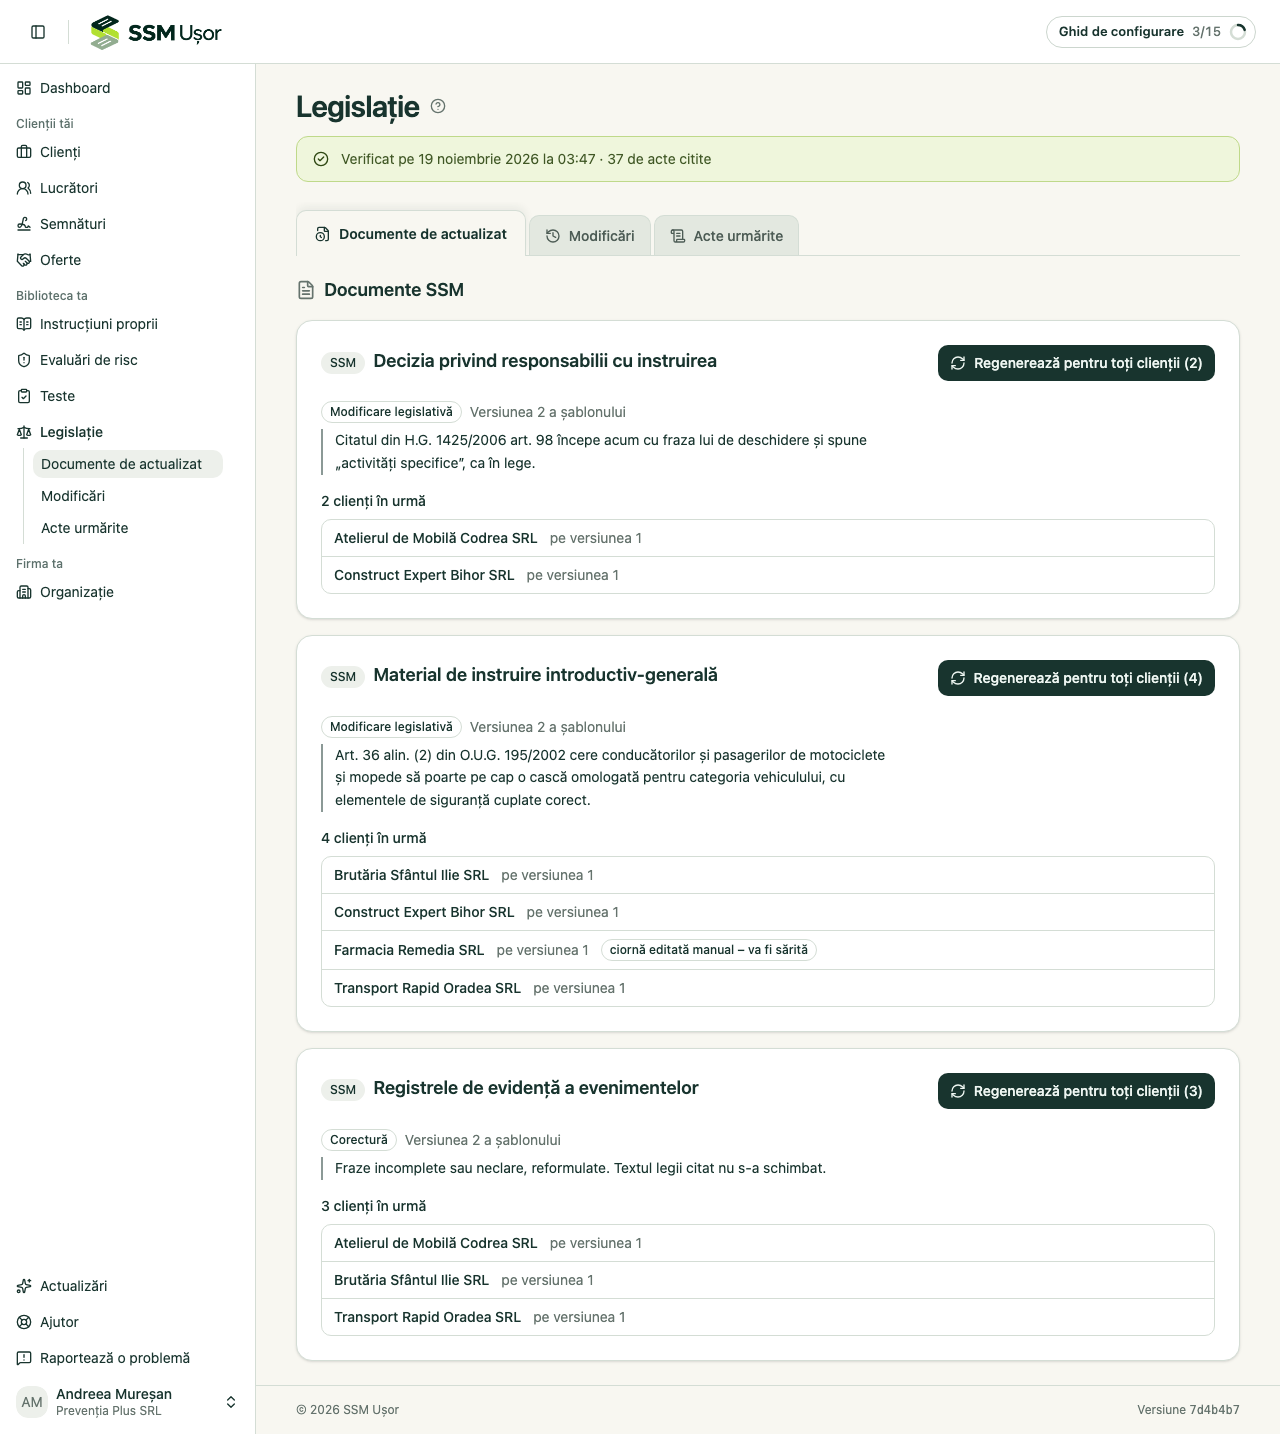 SSM Ușor
Ghid de configurare 3/15
Dashboard
Clienții tăi
Clienți
Lucrători
Semnături
Oferte
Biblioteca ta
Instrucțiuni proprii
Evaluări de risc
Teste
Legislație
Documente de actualizat
Modificări
Acte urmărite
Firma ta
Organizație
Actualizări
Ajutor
Raportează o problemă
AM
Andreea Mureșan
Prevenția Plus SRL
Legislație
Verificat pe 19 noiembrie 2026 la 03:47 · 37 de acte citite
Documente de actualizat
Modificări
Acte urmărite
Documente SSM
SSM Decizia privind responsabilii cu instruirea
Regenerează pentru toți clienții (2)
Modificare legislativă Versiunea 2 a șablonului
Citatul din H.G. 1425/2006 art. 98 începe acum cu fraza lui de deschidere și spune
„activități specifice”, ca în lege.
2 clienți în urmă
Atelierul de Mobilă Codrea SRL pe versiunea 1
Construct Expert Bihor SRL pe versiunea 1
SSM Material de instruire introductiv-generală
Regenerează pentru toți clienții (4)
Modificare legislativă Versiunea 2 a șablonului
Art. 36 alin. (2) din O.U.G. 195/2002 cere conducătorilor și pasagerilor de motociclete
și mopede să poarte pe cap o cască omologată pentru categoria vehiculului, cu
elementele de siguranță cuplate corect.
4 clienți în urmă
Brutăria Sfântul Ilie SRL pe versiunea 1
Construct Expert Bihor SRL pe versiunea 1
Farmacia Remedia SRL pe versiunea 1 ciornă editată manual – va fi sărită
Transport Rapid Oradea SRL pe versiunea 1
SSM Registrele de evidență a evenimentelor
Regenerează pentru toți clienții (3)
Corectură Versiunea 2 a șablonului
Fraze incomplete sau neclare, reformulate. Textul legii citat nu s-a schimbat.
3 clienți în urmă
Atelierul de Mobilă Codrea SRL pe versiunea 1
Brutăria Sfântul Ilie SRL pe versiunea 1
Transport Rapid Oradea SRL pe versiunea 1
© 2026 SSM Ușor
Versiune 7d4b4b7